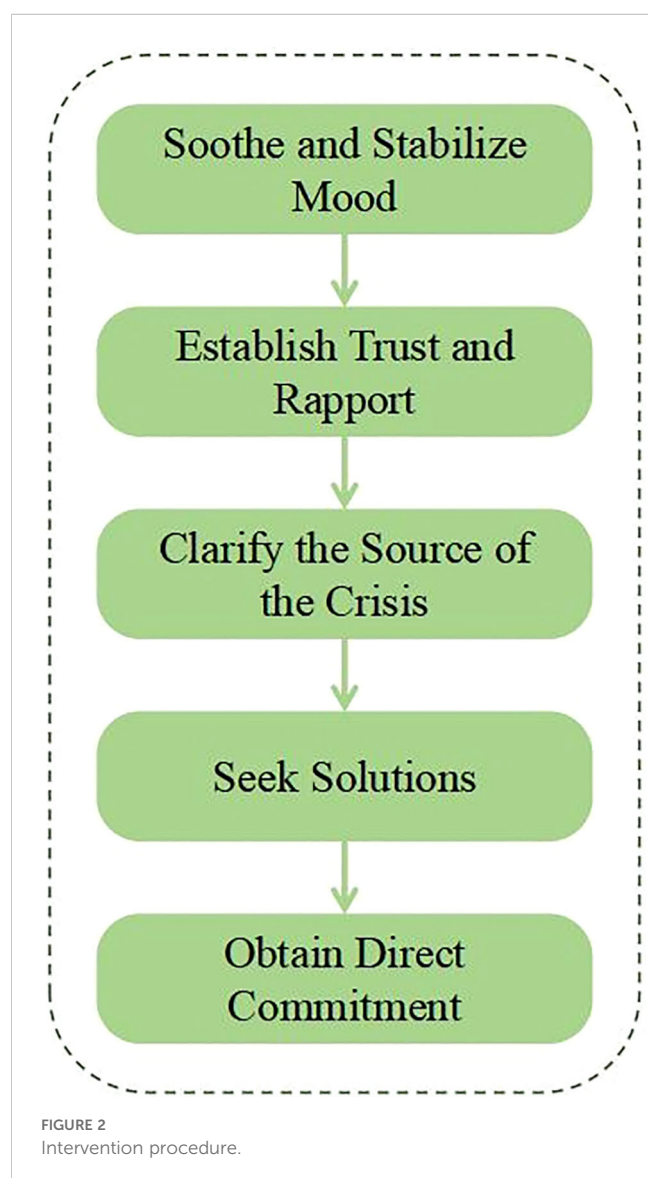 Soothe and Stabilize
Mood
Establish Trust and
Rapport
Clarify the Source of
the Crisis
Seek Solutions
Obtain Direct
Commitment
FIGURE 2
Intervention procedure.